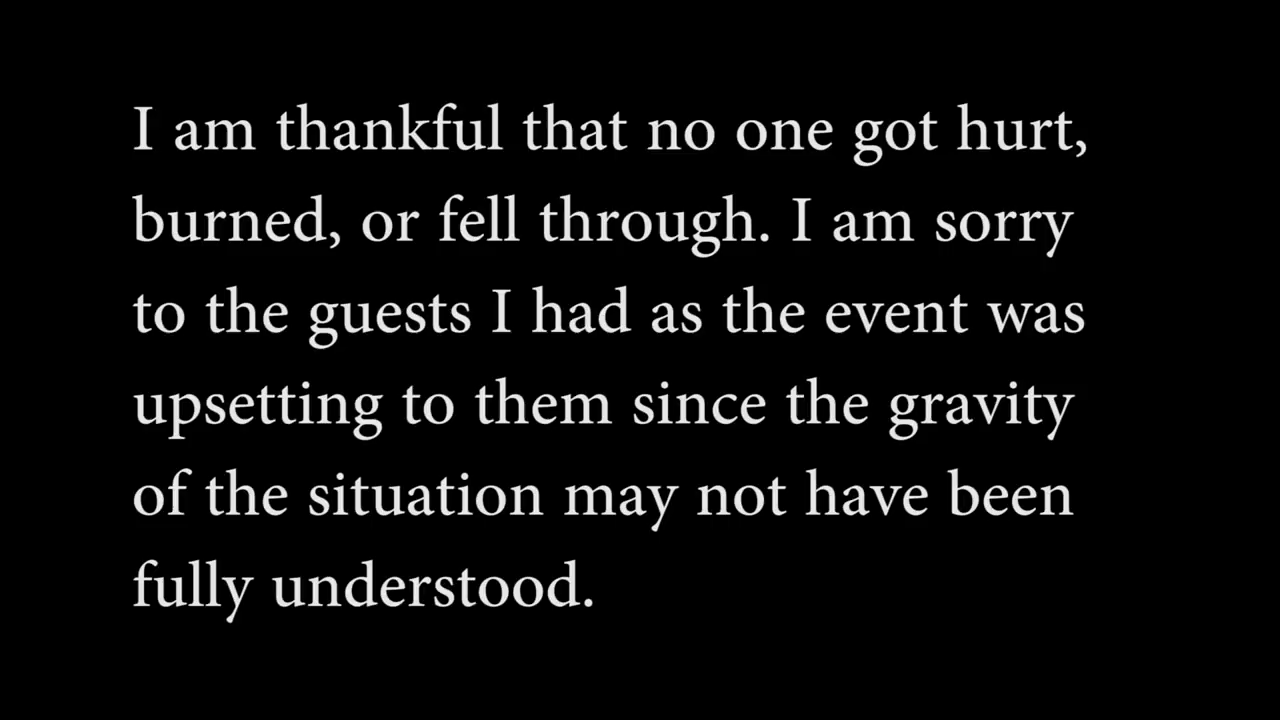 I am thankful that no one got hurt,
burned, or fell through. I am sorry
to the guests I had as the event was
upsetting to them since the gravity
of the situation may not have been
fully understood.